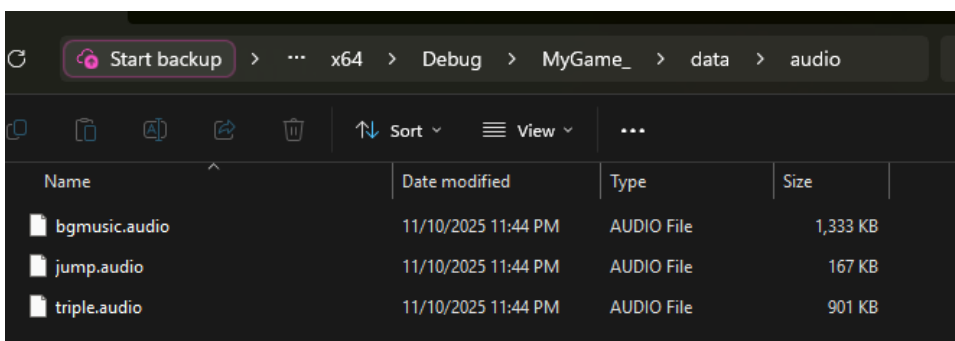 Start backup > ... x64 > Debug > MyGame_ > data > audio
Sort View ...
Name Date modified Type Size
bgmusic.audio 11/10/2025 11:44 PM AUDIO File 1,333 KB
jump.audio 11/10/2025 11:44 PM AUDIO File 167 KB
triple.audio 11/10/2025 11:44 PM AUDIO File 901 KB